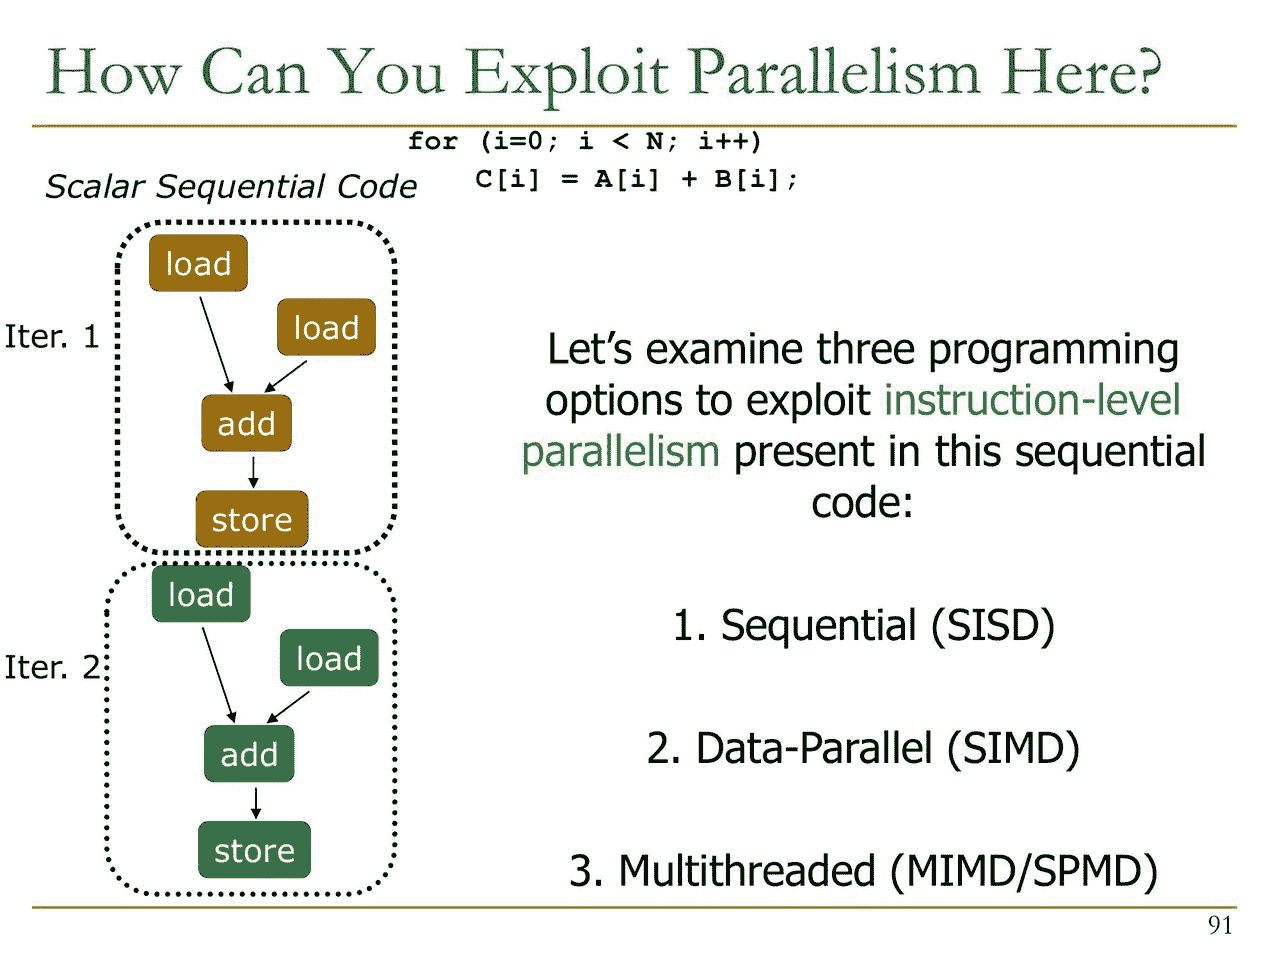 How Can You Exploit Parallelism Here?
for (i=0; i < N; i++)
C[i] = A[i] + B[i];
Scalar Sequential Code
Iter. 1
load
load
add
store
Iter. 2
load
load
add
store
Let’s examine three programming
options to exploit instruction-level
parallelism present in this sequential
code:
1. Sequential (SISD)
2. Data-Parallel (SIMD)
3. Multithreaded (MIMD/SPMD)
91